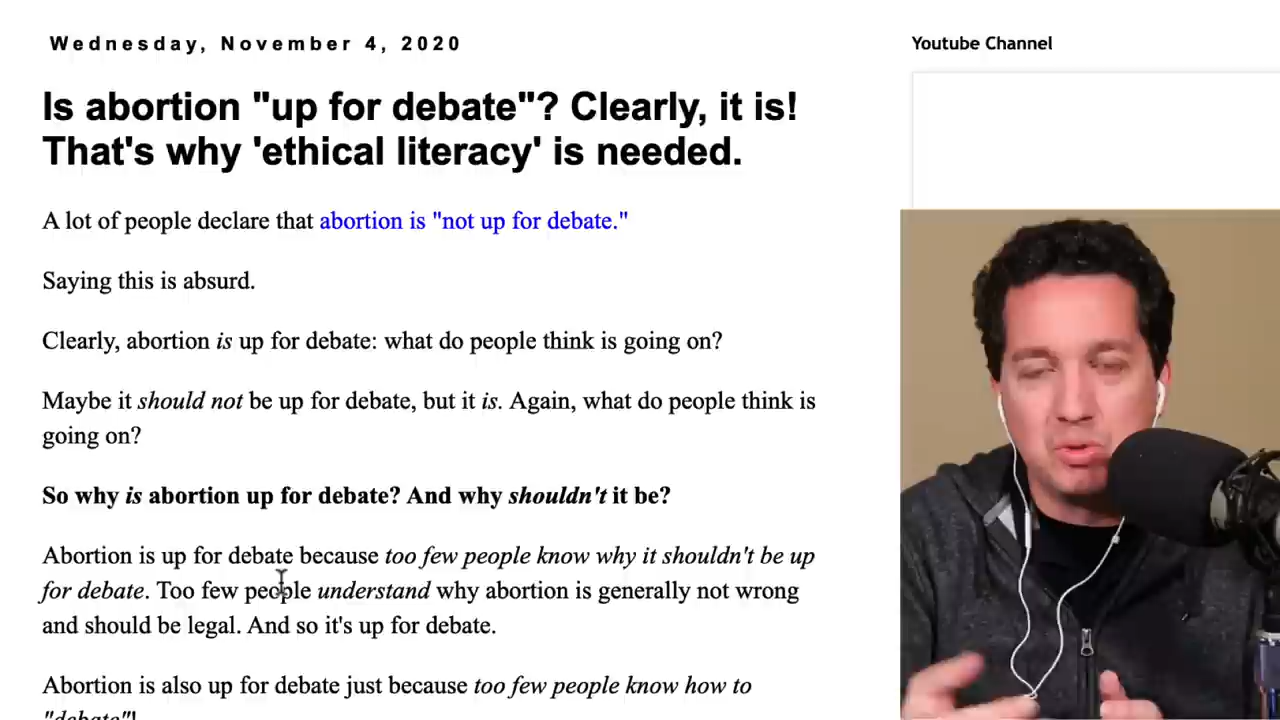 Wednesday, November 4, 2020
Youtube Channel
Is abortion "up for debate"? Clearly, it is!
That's why 'ethical literacy' is needed.
A lot of people declare that abortion is "not up for debate."
Saying this is absurd.
Clearly, abortion is up for debate: what do people think is going on?
Maybe it should not be up for debate, but it is. Again, what do people think is
going on?
So why is abortion up for debate? And why shouldn't it be?
Abortion is up for debate because too few people know why it shouldn't be up
for debate. Too few people understand why abortion is generally not wrong
and should be legal. And so it's up for debate.
Abortion is also up for debate just because too few people know how to
"debate"!